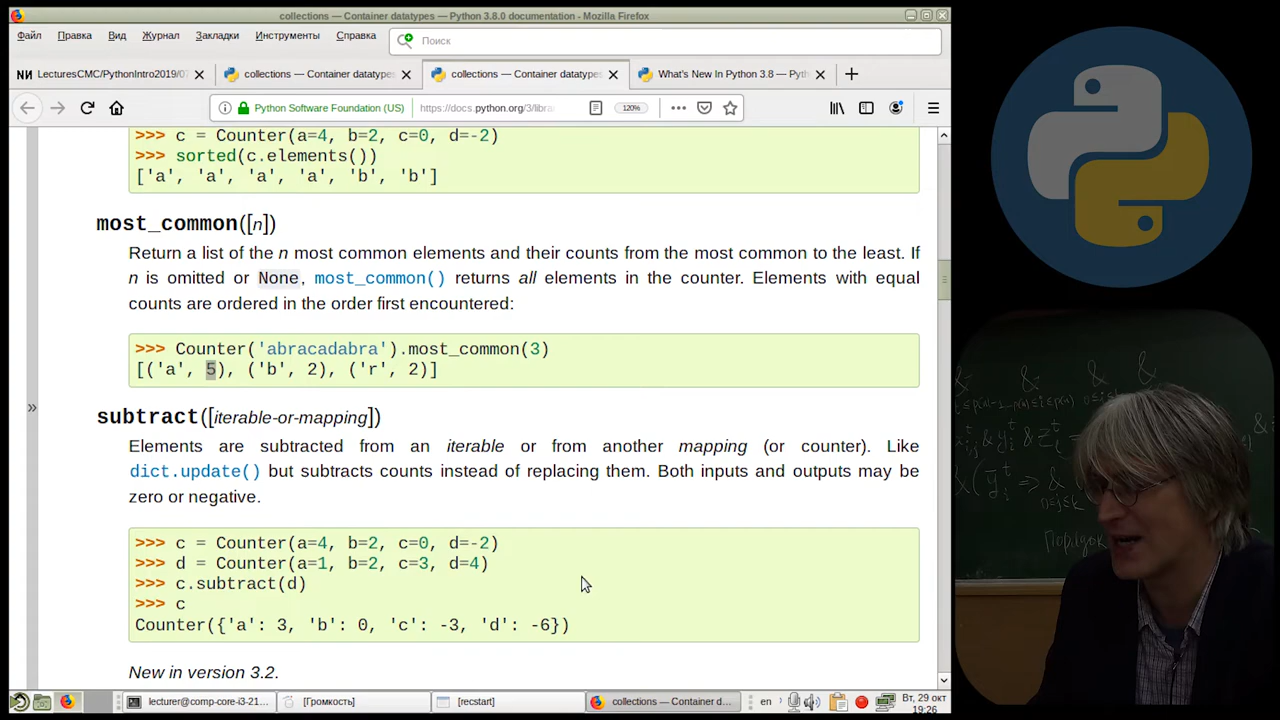 collections — Container datatypes — Python 3.8.0 documentation - Mozilla Firefox
Файл Правка Вид Журнал Закладки Инструменты Справка Поиск
LecturesCMC/PythonIntro2019/07 collections — Container datatypes collections — Container datatypes What's New In Python 3.8 — Pyth
Python Software Foundation (US) https://docs.python.org/3/libra 120%
>>> c = Counter(a=4, b=2, c=0, d=-2)
>>> sorted(c.elements())
['a', 'a', 'a', 'a', 'b', 'b']
most_common([n])
Return a list of the n most common elements and their counts from the most common to the least. If
n is omitted or None, most_common() returns all elements in the counter. Elements with equal
counts are ordered in the order first encountered:
>>> Counter('abracadabra').most_common(3)
[('a', 5), ('b', 2), ('r', 2)]
»
subtract([iterable-or-mapping])
Elements are subtracted from an iterable or from another mapping (or counter). Like
dict.update() but subtracts counts instead of replacing them. Both inputs and outputs may be
zero or negative.
>>> c = Counter(a=4, b=2, c=0, d=-2)
>>> d = Counter(a=1, b=2, c=3, d=4)
>>> c.subtract(d)
>>> c
Counter({'a': 3, 'b': 0, 'c': -3, 'd': -6})
New in version 3.2.
lecturer@comp-core-i3-21... [Громкость] [recstart] collections — Container d... en Вт, 29 окт
19:26
Порядок